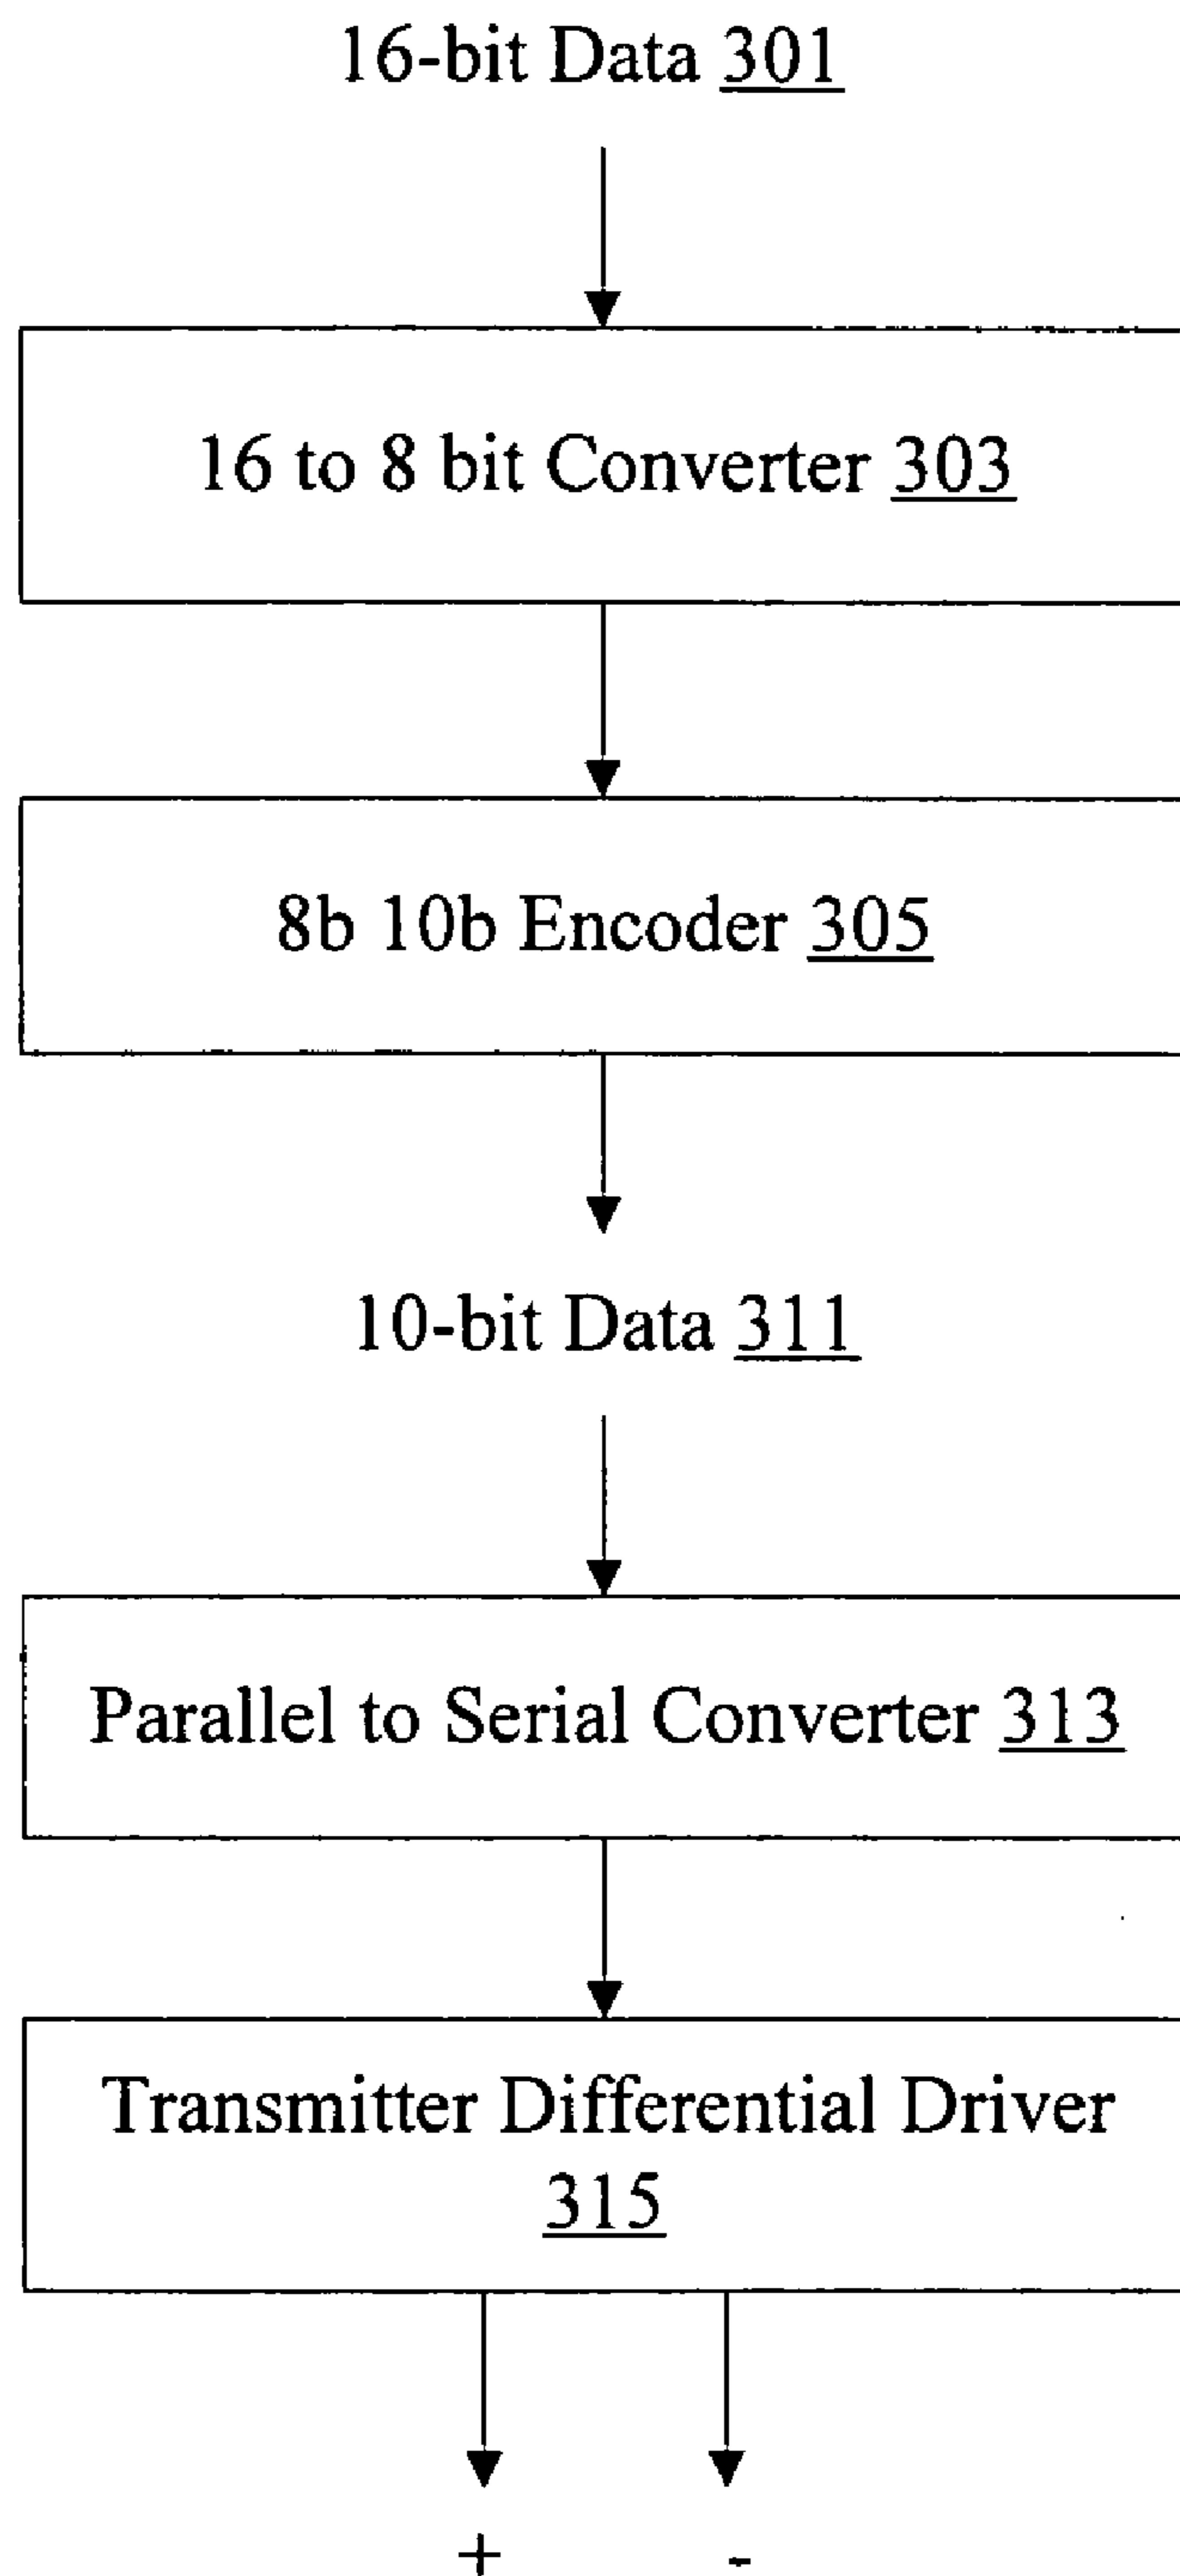 16-bit Data 301
16 to 8 bit Converter 303
8b 10b Encoder 305
10-bit Data 311
Parallel to Serial Converter 313
Transmitter Differential Driver
315
+ -